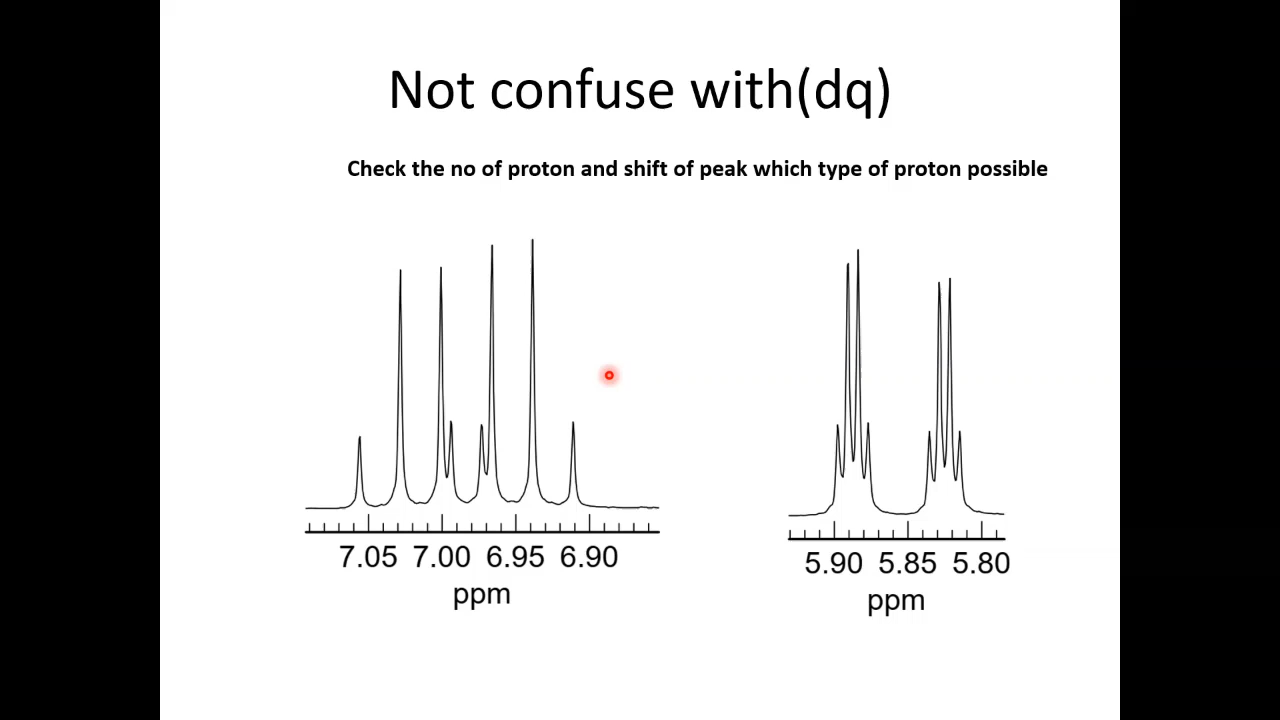 Not confuse with(dq)
Check the no of proton and shift of peak which type of proton possible
7.05 7.00 6.95 6.90
ppm
5.90 5.85 5.80
ppm